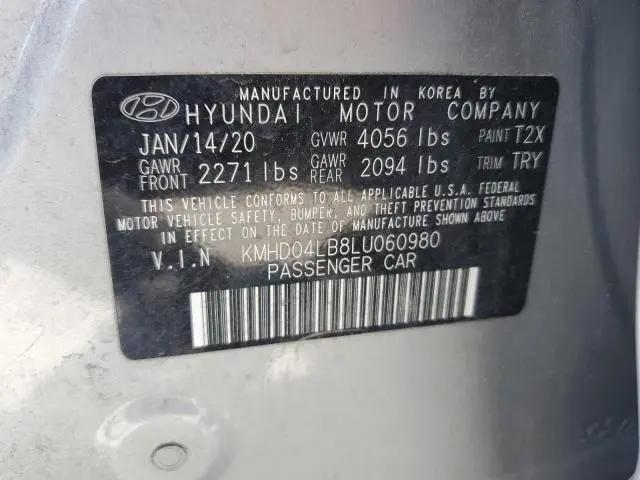 MANUFACTURED IN KOREA BY
HYUNDAI MOTOR COMPANY
JAN/14/20 GVWR 4056 lbs PAINT T2X
GAWR FRONT 2271 lbs GAWR REAR 2094 lbs TRIM TRY
THIS VEHICLE CONFORMS TO ALL APPLICABLE U.S.A. FEDERAL
MOTOR VEHICLE SAFETY, BUMPER, AND THEFT PREVENTION STANDARDS
IN EFFECT ON THE DATE OF MANUFACTURE SHOWN ABOVE.
V.I.N KMHD04LB8LU060980
PASSENGER CAR